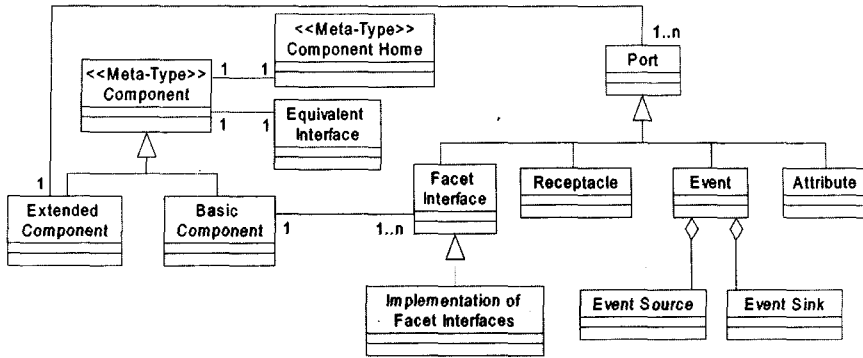 <<Meta-Type>>
Component Home
1..n
Port
<<Meta-Type>>
Component
1
1
1
1
Equivalent
Interface
1
Extended
Component
Basic
Component
1
1..n
Facet
Interface
Receptacle
Event
Attribute
Implementation of
Facet Interfaces
Event Source
Event Sink